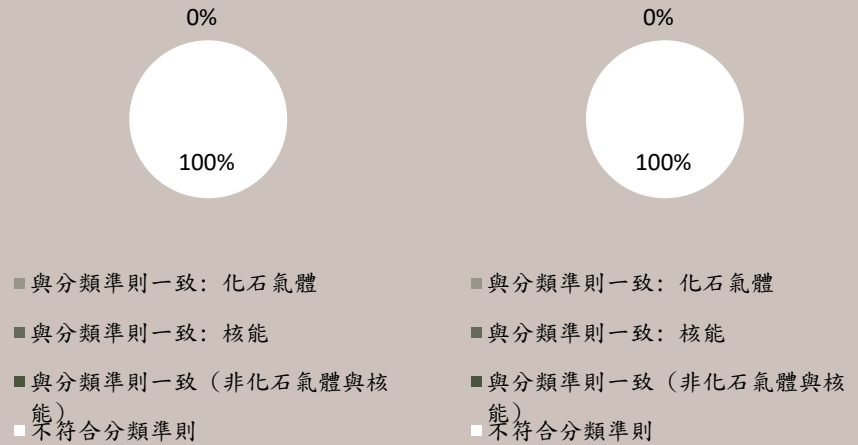 0%
100%
與分類準則一致: 化石氣體
與分類準則一致: 核能
與分類準則一致（非化石氣體與核
能）
不符合分類準則
0%
100%
與分類準則一致: 化石氣體
與分類準則一致: 核能
與分類準則一致（非化石氣體與核
能）
不符合分類準則